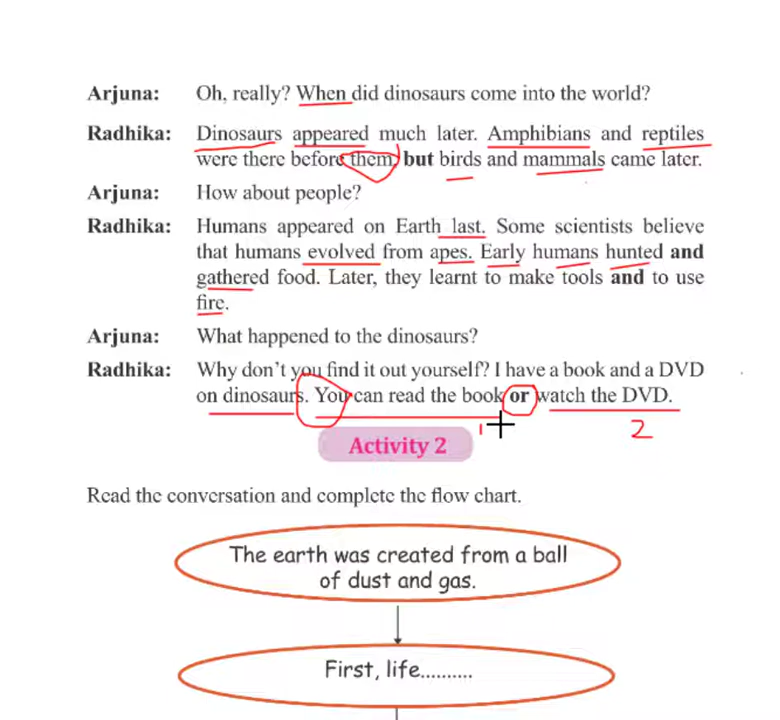 Arjuna: Oh, really? When did dinosaurs come into the world?
Radhika: Dinosaurs appeared much later. Amphibians and reptiles
were there before them, but birds and mammals came later.
Arjuna: How about people?
Radhika: Humans appeared on Earth last. Some scientists believe
that humans evolved from apes. Early humans hunted and
gathered food. Later, they learnt to make tools and to use
fire.
Arjuna: What happened to the dinosaurs?
Radhika: Why don't you find it out yourself? I have a book and a DVD
on dinosaurs. You can read the book or watch the DVD.
1 2
Activity 2
Read the conversation and complete the flow chart.
The earth was created from a ball
of dust and gas.
First, life..........